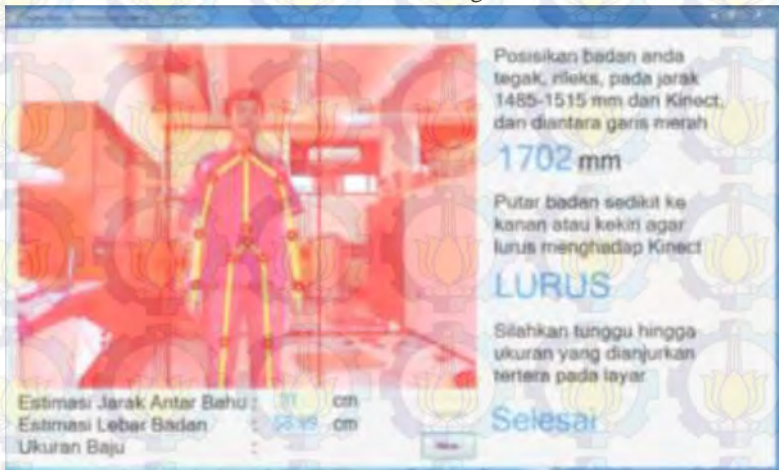 Posisikan badan anda
tegak, rileks, pada jarak
1485-1515 mm dari Kinect,
dan diantara garis merah
1702 mm
Putar badan sedikit ke
kanan atau kekiri agar
lurus menghadap Kinect
LURUS
Silahkan tunggu hingga
ukuran yang dianjurkan
tertera pada layar
Selesai
Estimasi Jarak Antar Bahu : cm
Estimasi Lebar Badan : cm
Ukuran Baju :